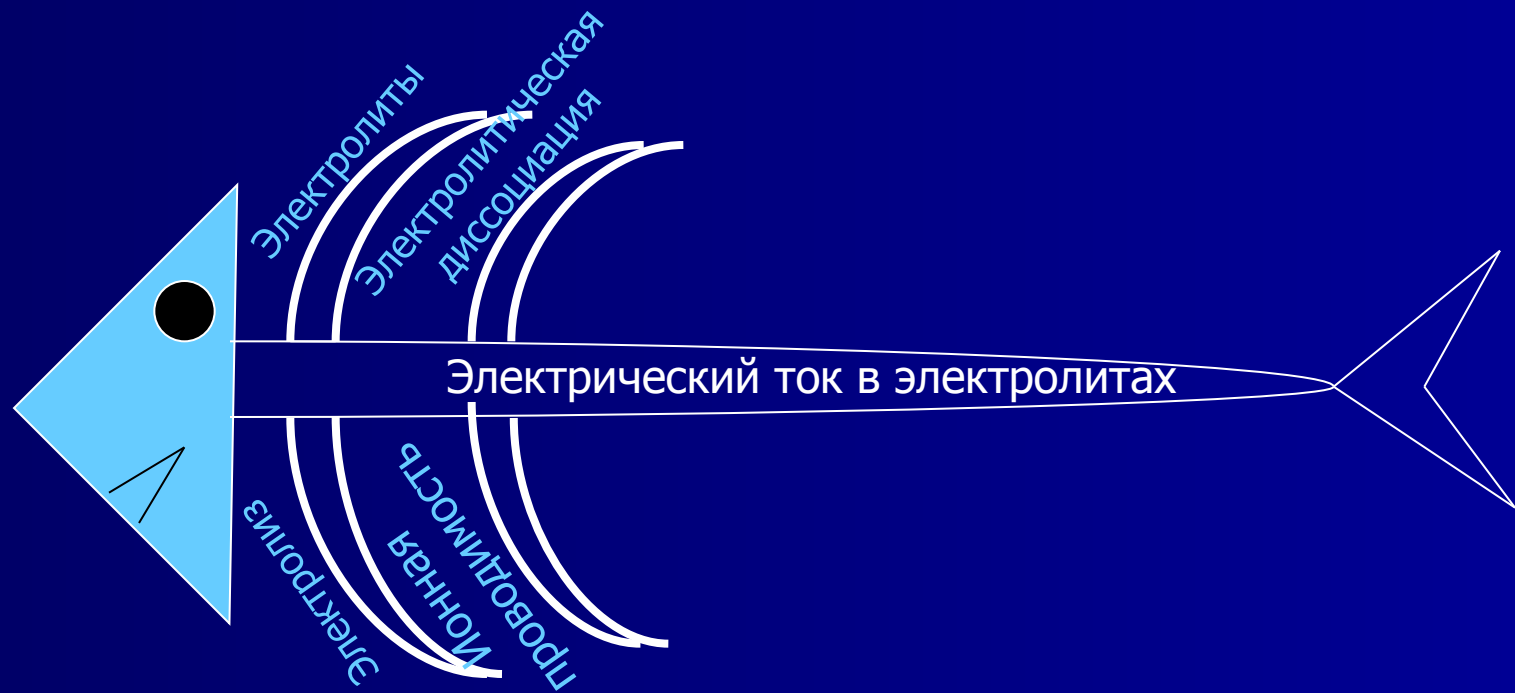 Электролиты
Электролитическая
диссоциация
Электрический ток в электролитах
Электролиз
Ионная
проводимость